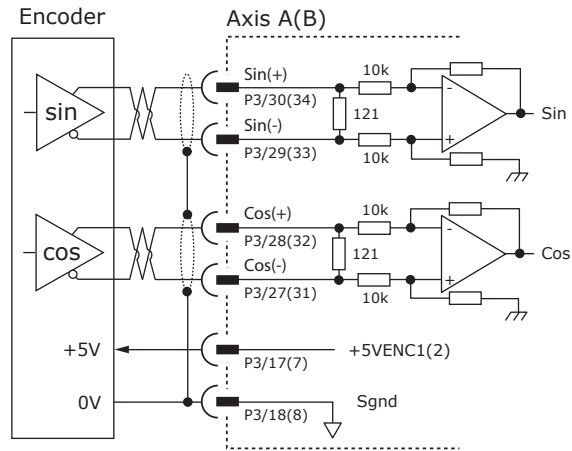 Encoder
Axis A(B)
sin
Sin(+)
P3/30(34)
10k
-
121
Sin
Sin(-)
P3/29(33)
10k
+
cos
Cos(+)
P3/28(32)
10k
-
121
Cos
Cos(-)
P3/27(31)
10k
+
+5V
P3/17(7)
+5VENC1(2)
0V
P3/18(8)
Sgnd